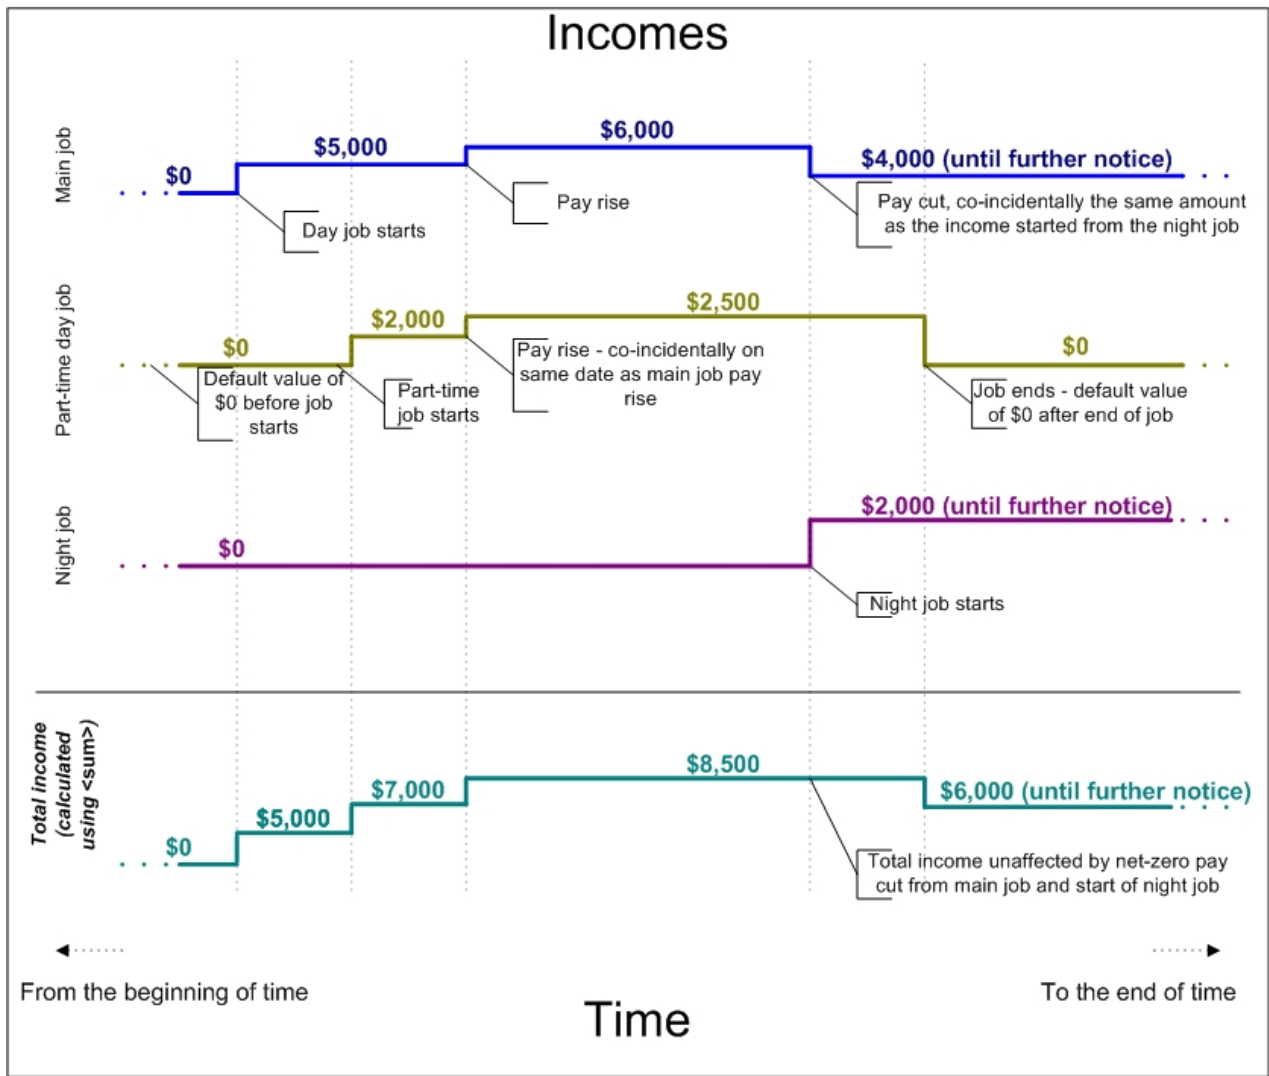 Incomes
Main job
$0
$5,000
$6,000
$4,000 (until further notice)
Day job starts
Pay rise
Pay cut, co-incidentally the same amount
as the income started from the night job
Part-time day job
$0
$2,000
$2,500
$0
Default value of
$0 before job
starts
Part-time
job starts
Pay rise - co-incidentally on
same date as main job pay
rise
Job ends - default value
of $0 after end of job
Night job
$0
$2,000 (until further notice)
Night job starts
Total income
(calculated
using <sum>)
$0
$5,000
$7,000
$8,500
$6,000 (until further notice)
Total income unaffected by net-zero pay
cut from main job and start of night job
From the beginning of time
To the end of time
Time